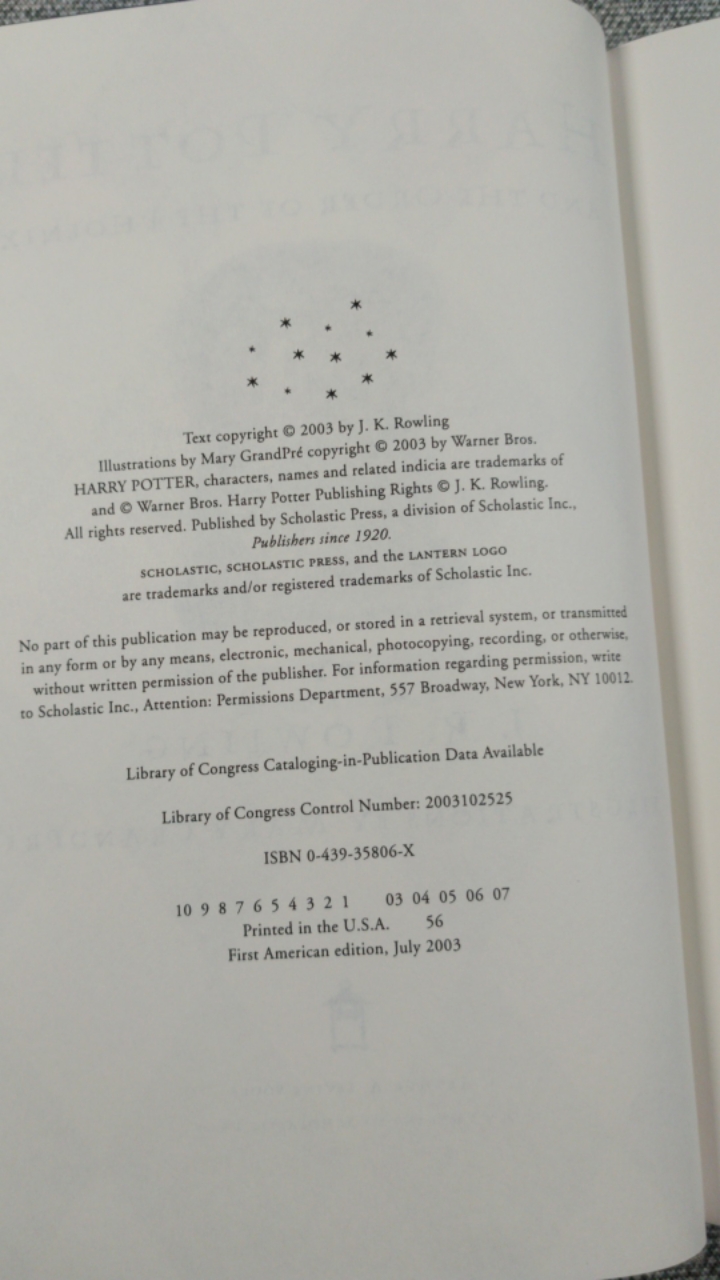 Text copyright © 2003 by J. K. Rowling
Illustrations by Mary GrandPré copyright © 2003 by Warner Bros.
HARRY POTTER, characters, names and related indicia are trademarks of
and © Warner Bros. Harry Potter Publishing Rights © J. K. Rowling.
All rights reserved. Published by Scholastic Press, a division of Scholastic Inc.,
Publishers since 1920.
SCHOLASTIC, SCHOLASTIC PRESS, and the LANTERN LOGO
are trademarks and/or registered trademarks of Scholastic Inc.
No part of this publication may be reproduced, or stored in a retrieval system, or transmitted
in any form or by any means, electronic, mechanical, photocopying, recording, or otherwise,
without written permission of the publisher. For information regarding permission, write
to Scholastic Inc., Attention: Permissions Department, 557 Broadway, New York, NY 10012.
Library of Congress Cataloging-in-Publication Data Available
Library of Congress Control Number: 2003102525
ISBN 0-439-35806-X
10 9 8 7 6 5 4 3 2 1 03 04 05 06 07
Printed in the U.S.A. 56
First American edition, July 2003